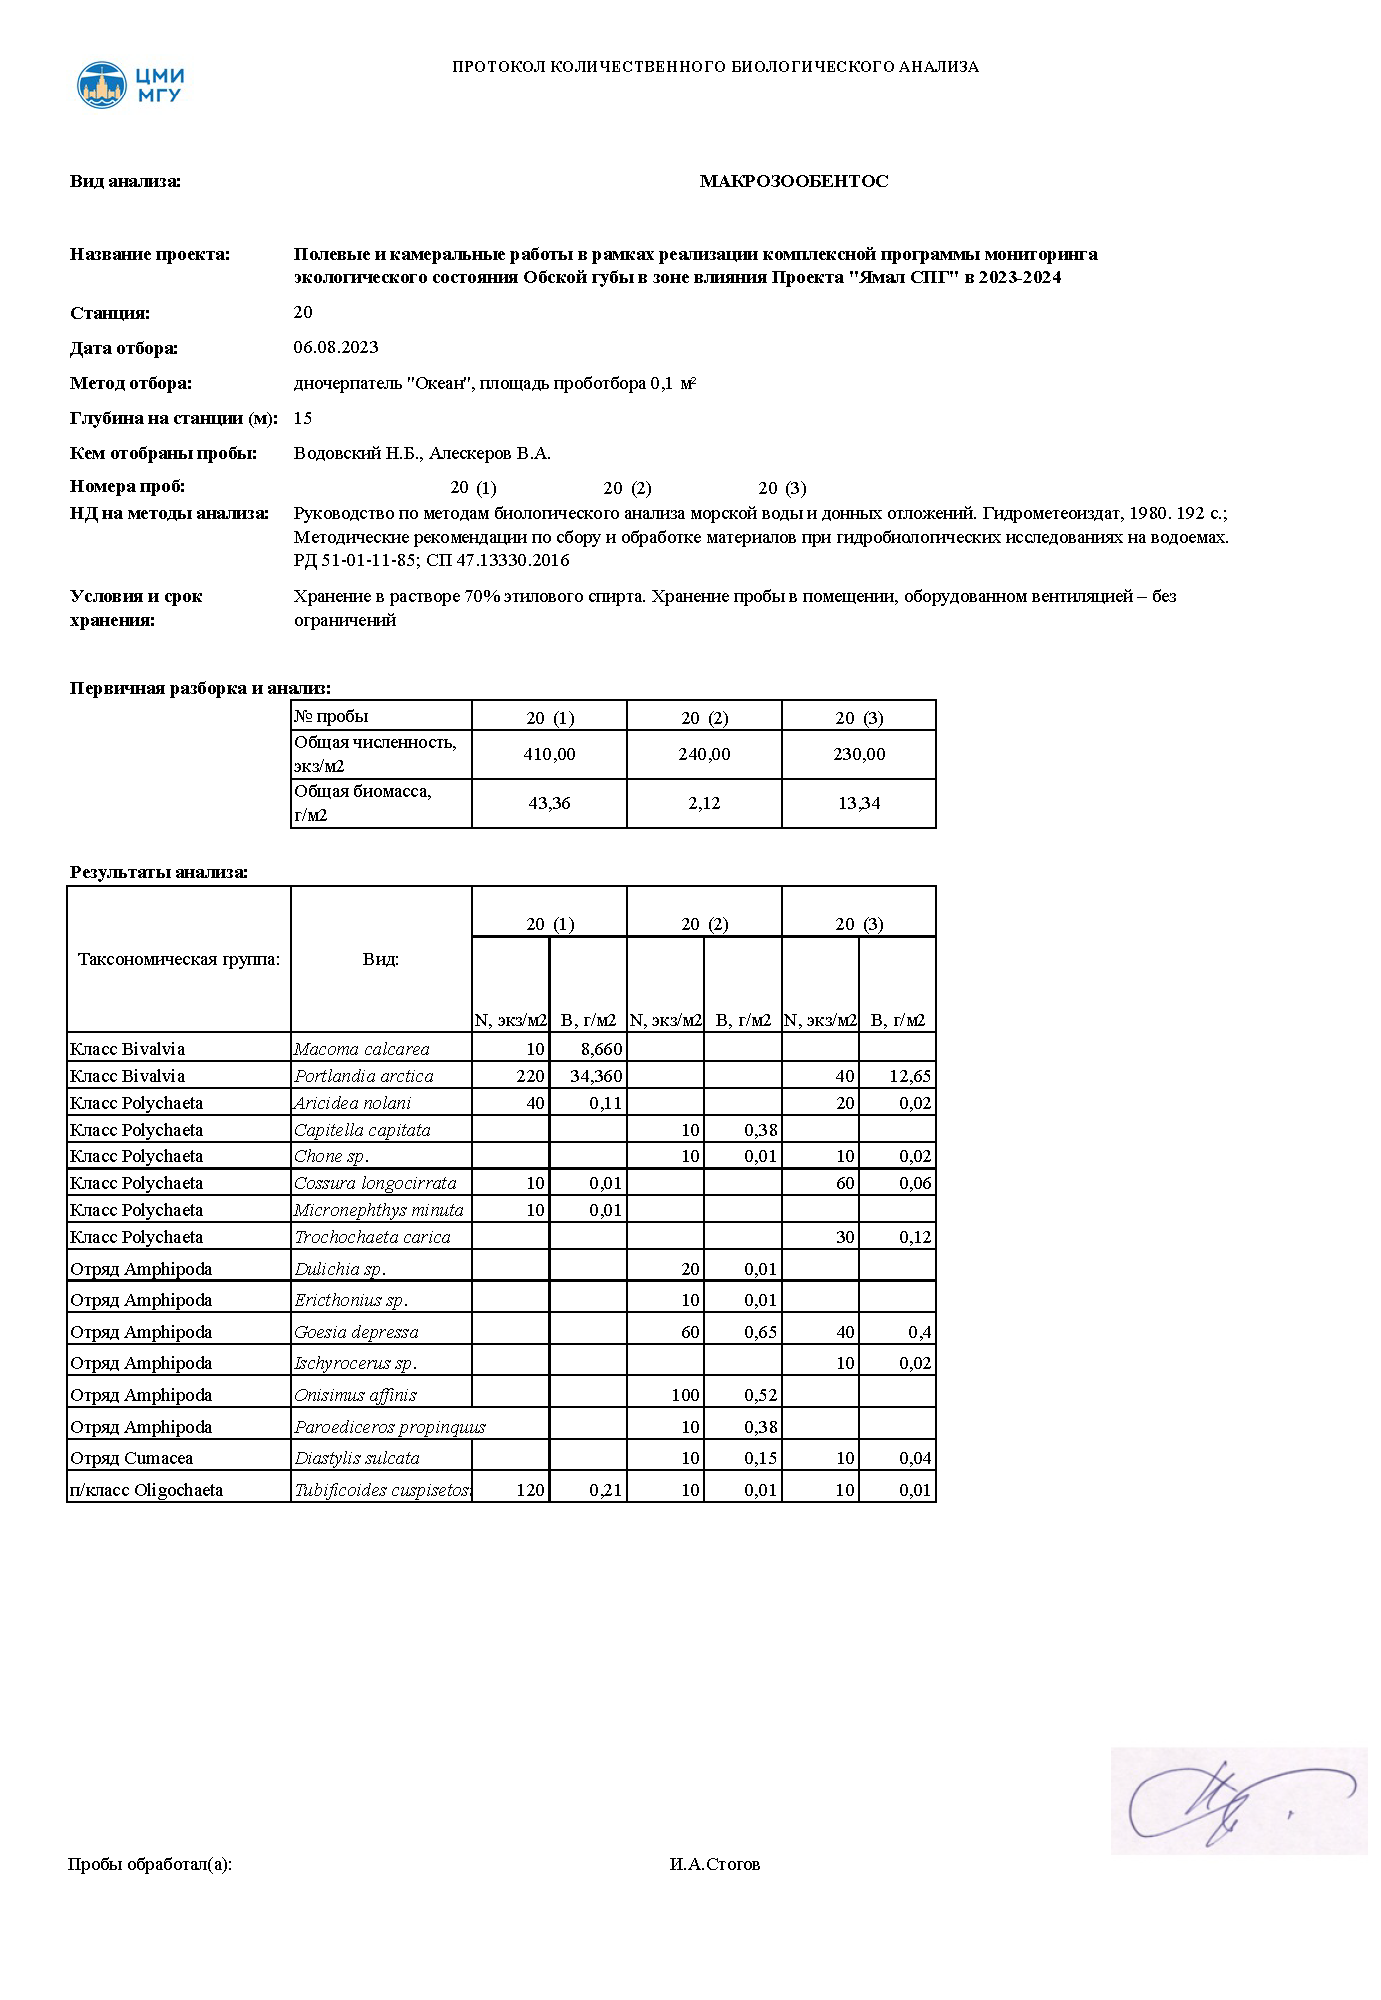 ЦМИ
МГУ
ПРОТОКОЛ КОЛИЧЕСТВЕННОГО БИОЛОГИЧЕСКОГО АНАЛИЗА
Вид анализа: МАКРОЗООБЕНТОС
Название проекта: Полевые и камеральные работы в рамках реализации комплексной программы мониторинга
экологического состояния Обской губы в зоне влияния Проекта "Ямал СПГ" в 2023-2024
Станция: 20
Дата отбора: 06.08.2023
Метод отбора: дночерпатель "Океан", площадь проботбора 0,1 м²
Глубина на станции (м): 15
Кем отобраны пробы: Водовский Н.Б., Алескеров В.А.
Номера проб: 20 (1) 20 (2) 20 (3)
НД на методы анализа: Руководство по методам биологического анализа морской воды и донных отложений. Гидрометеоиздат, 1980. 192 с.;
Методические рекомендации по сбору и обработке материалов при гидробиологических исследованиях на водоемах.
РД 51-01-11-85; СП 47.13330.2016
Условия и срок Хранение в растворе 70% этилового спирта. Хранение пробы в помещении, оборудованном вентиляцией – без
хранения: ограничений
Первичная разборка и анализ:
№ пробы 20 (1) 20 (2) 20 (3)
Общая численность,
экз/м2 410,00 240,00 230,00
Общая биомасса,
г/м2 43,36 2,12 13,34
Результаты анализа:
Таксономическая группа: Вид: 20 (1) 20 (2) 20 (3)
N, экз/м2 B, г/м2 N, экз/м2 B, г/м2 N, экз/м2 B, г/м2
Класс Bivalvia Macoma calcarea 10 8,660
Класс Bivalvia Portlandia arctica 220 34,360 40 12,65
Класс Polychaeta Aricidea nolani 40 0,11 20 0,02
Класс Polychaeta Capitella capitata 10 0,38
Класс Polychaeta Chone sp. 10 0,01 10 0,02
Класс Polychaeta Cossura longocirrata 10 0,01 60 0,06
Класс Polychaeta Micronephthys minuta 10 0,01
Класс Polychaeta Trochochaeta carica 30 0,12
Отряд Amphipoda Dulichia sp. 20 0,01
Отряд Amphipoda Ericthonius sp. 10 0,01
Отряд Amphipoda Goesia depressa 60 0,65 40 0,4
Отряд Amphipoda Ischyrocerus sp. 10 0,02
Отряд Amphipoda Onisimus affinis 100 0,52
Отряд Amphipoda Paroediceros propinquus 10 0,38
Отряд Cumacea Diastylis sulcata 10 0,15 10 0,04
п/класс Oligochaeta Tubificoides cuspisetos 120 0,21 10 0,01 10 0,01
Пробы обработал(а): И.А.Стогов